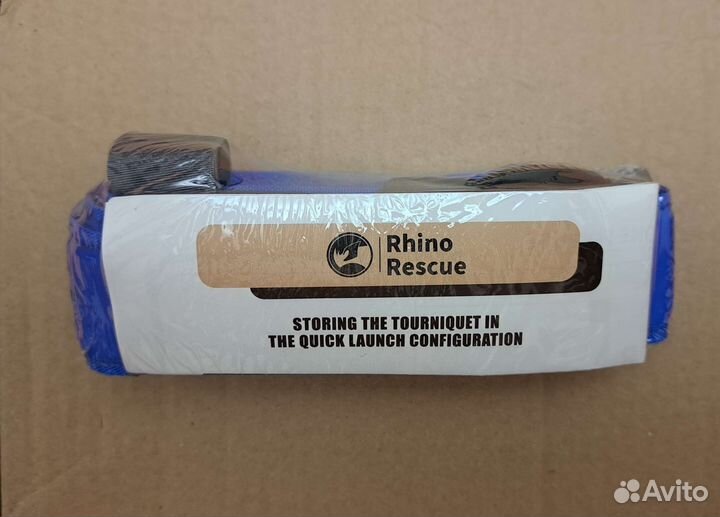 Rhino
Rescue
STORING THE TOURNIQUET IN
THE QUICK LAUNCH CONFIGURATION
Avito